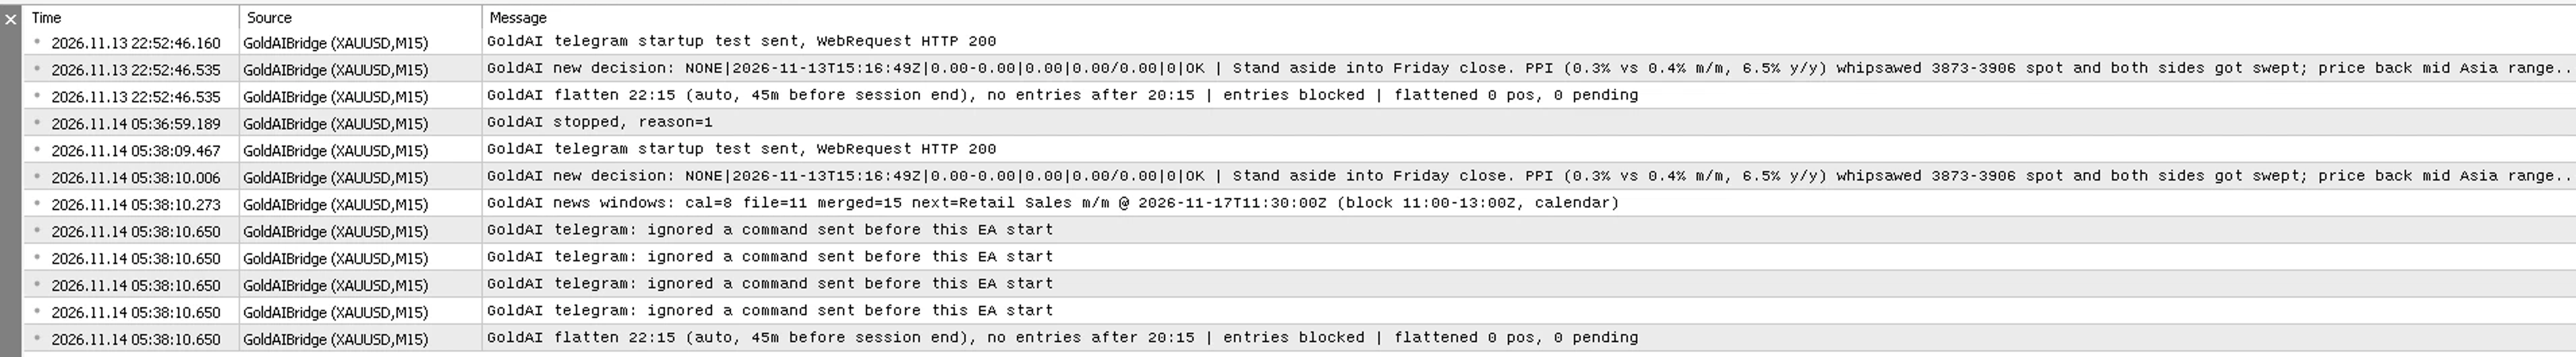 Time Source Message
2026.11.13 22:52:46.160 GoldAIBridge (XAUUSD,M15) GoldAI telegram startup test sent, WebRequest HTTP 200
2026.11.13 22:52:46.535 GoldAIBridge (XAUUSD,M15) GoldAI new decision: NONE|2026-11-13T15:16:49Z|0.00-0.00|0.00|0.00/0.00|0|OK | Stand aside into Friday close. PPI (0.3% vs 0.4% m/m, 6.5% y/y) whipsawed 3873-3906 spot and both sides got swept; price back mid Asia range...
2026.11.13 22:52:46.535 GoldAIBridge (XAUUSD,M15) GoldAI flatten 22:15 (auto, 45m before session end), no entries after 20:15 | entries blocked | flattened 0 pos, 0 pending
2026.11.14 05:36:59.189 GoldAIBridge (XAUUSD,M15) GoldAI stopped, reason=1
2026.11.14 05:38:09.467 GoldAIBridge (XAUUSD,M15) GoldAI telegram startup test sent, WebRequest HTTP 200
2026.11.14 05:38:10.006 GoldAIBridge (XAUUSD,M15) GoldAI new decision: NONE|2026-11-13T15:16:49Z|0.00-0.00|0.00|0.00/0.00|0|OK | Stand aside into Friday close. PPI (0.3% vs 0.4% m/m, 6.5% y/y) whipsawed 3873-3906 spot and both sides got swept; price back mid Asia range...
2026.11.14 05:38:10.273 GoldAIBridge (XAUUSD,M15) GoldAI news windows: cal=8 file=11 merged=15 next=Retail Sales m/m @ 2026-11-17T11:30:00Z (block 11:00-13:00Z, calendar)
2026.11.14 05:38:10.650 GoldAIBridge (XAUUSD,M15) GoldAI telegram: ignored a command sent before this EA start
2026.11.14 05:38:10.650 GoldAIBridge (XAUUSD,M15) GoldAI telegram: ignored a command sent before this EA start
2026.11.14 05:38:10.650 GoldAIBridge (XAUUSD,M15) GoldAI telegram: ignored a command sent before this EA start
2026.11.14 05:38:10.650 GoldAIBridge (XAUUSD,M15) GoldAI telegram: ignored a command sent before this EA start
2026.11.14 05:38:10.650 GoldAIBridge (XAUUSD,M15) GoldAI flatten 22:15 (auto, 45m before session end), no entries after 20:15 | entries blocked | flattened 0 pos, 0 pending